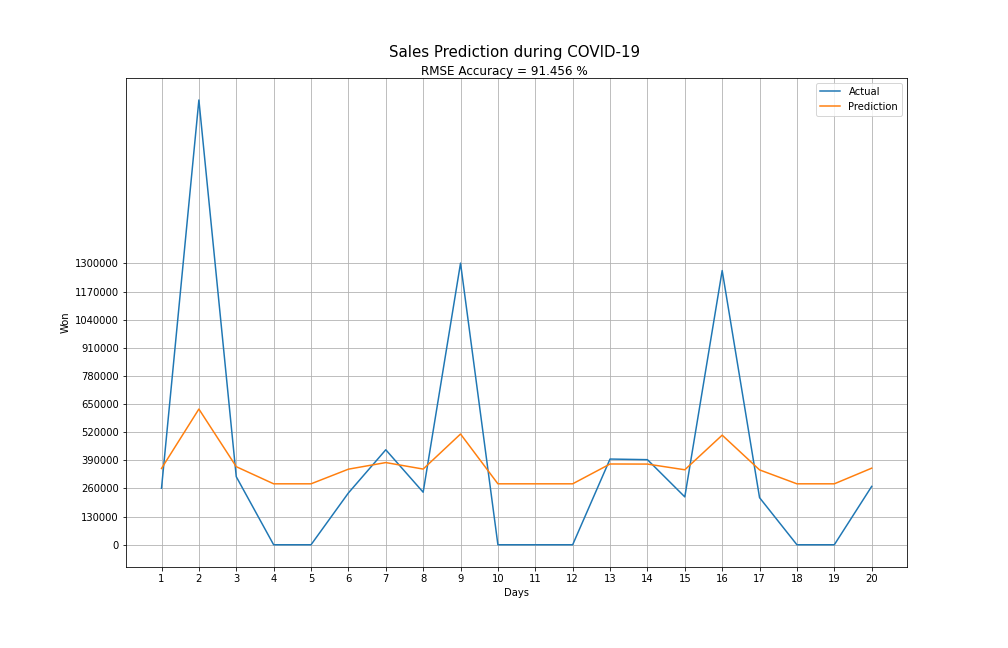 Sales Prediction during COVID-19
RMSE Accuracy = 91.456 %
Actual
Prediction
1300000
1170000
1040000
910000
780000
650000
520000
390000
260000
130000
0
Won
1 2 3 4 5 6 7 8 9 10 11 12 13 14 15 16 17 18 19 20
Days